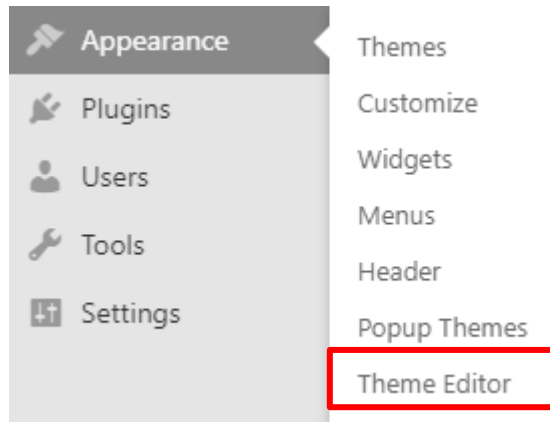 Appearance
Plugins
Users
Tools
Settings
Themes
Customize
Widgets
Menus
Header
Popup Themes
Theme Editor